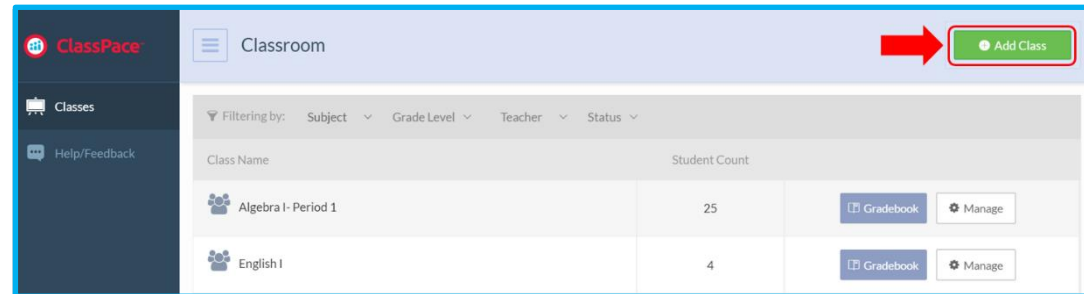 ClassPace
Classroom
Add Class
Classes
Filtering by: Subject Grade Level Teacher Status
Help/Feedback
Class Name Student Count
Algebra I- Period 1 25 Gradebook Manage
English I 4 Gradebook Manage